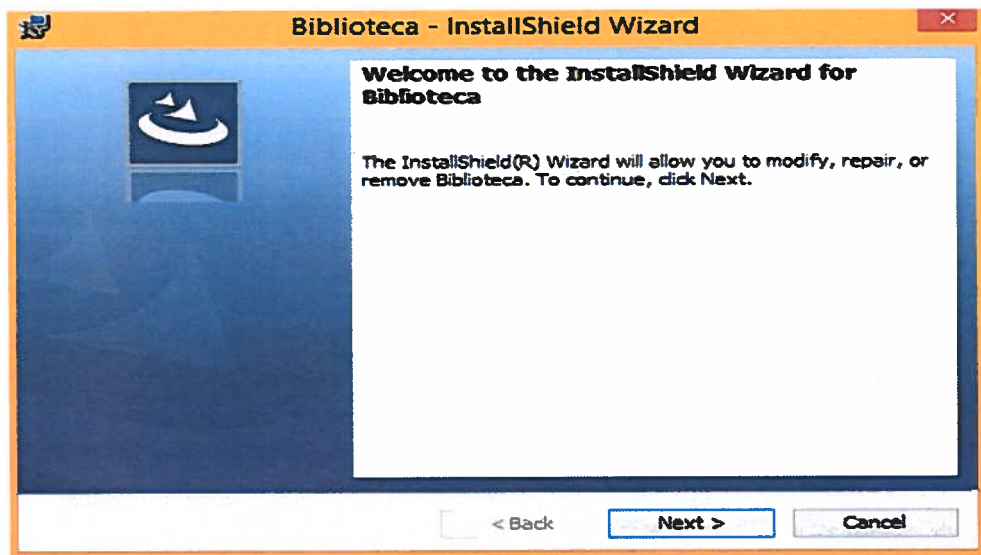 Biblioteca - InstallShield Wizard
Welcome to the InstallShield Wizard for
Biblioteca
The InstallShield(R) Wizard will allow you to modify, repair, or
remove Biblioteca. To continue, click Next.
< Back
Next >
Cancel